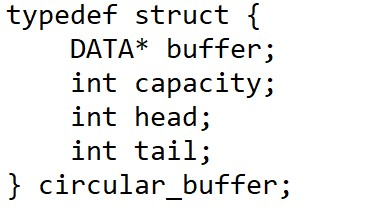 typedef struct {
    DATA* buffer;
    int capacity;
    int head;
    int tail;
} circular_buffer;